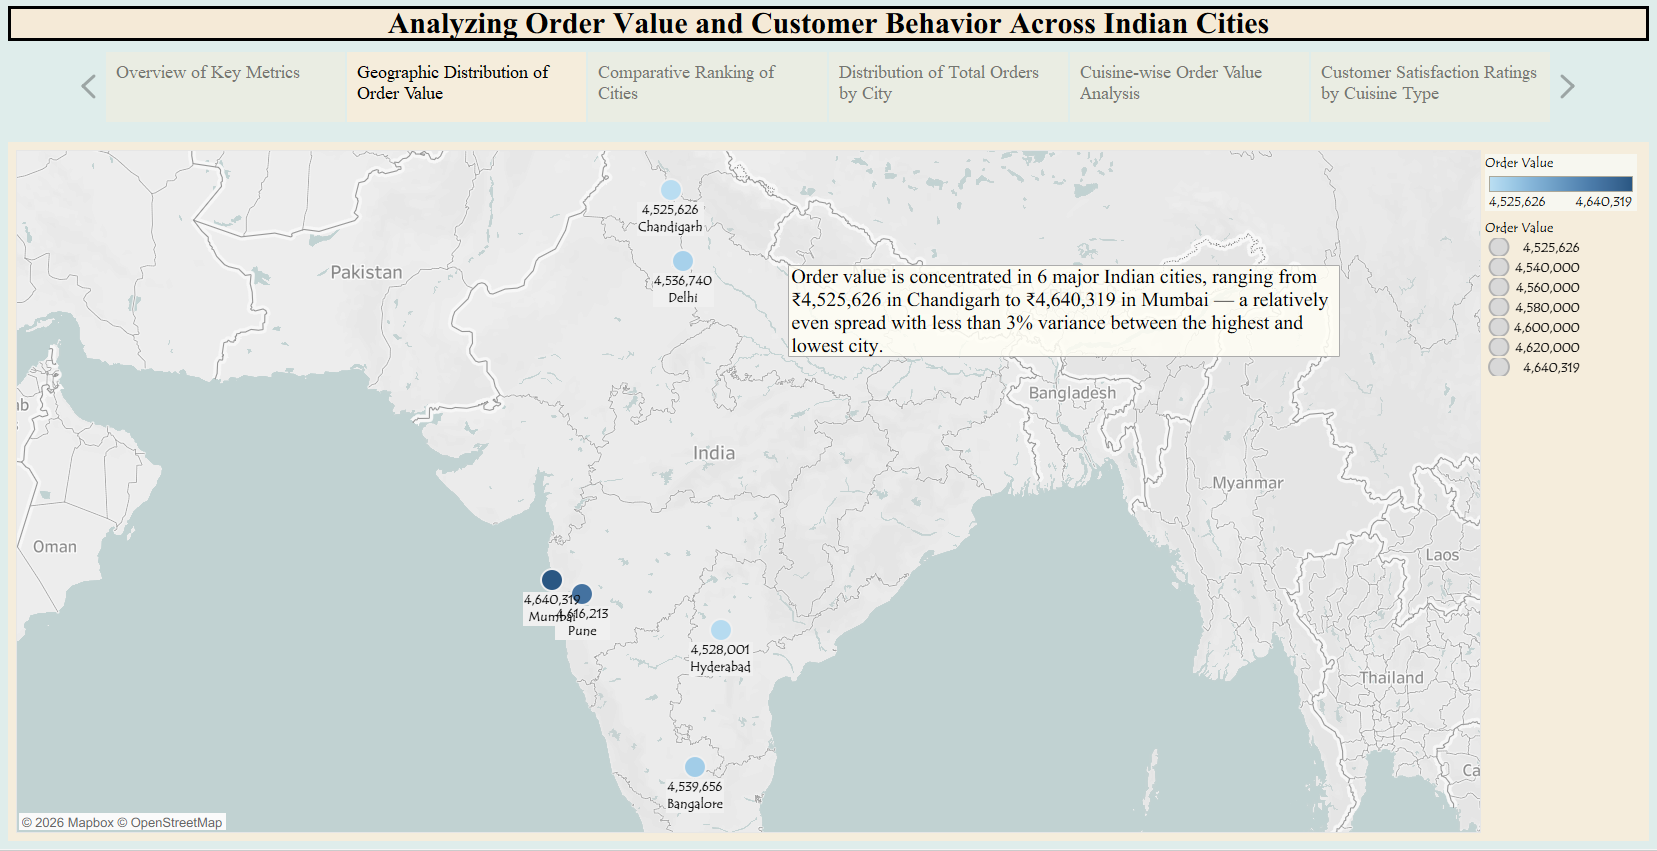 Analyzing Order Value and Customer Behavior Across Indian Cities
Overview of Key Metrics
Geographic Distribution of
Order Value
Comparative Ranking of
Cities
Distribution of Total Orders
by City
Cuisine-wise Order Value
Analysis
Customer Satisfaction Ratings
by Cuisine Type
4,525,626
Chandigarh
4,536,740
Delhi
Pakistan
Order value is concentrated in 6 major Indian cities, ranging from
₹4,525,626 in Chandigarh to ₹4,640,319 in Mumbai — a relatively
even spread with less than 3% variance between the highest and
lowest city.
ab
Bangladesh
India
Myanmar
Oman
Laos
4,640,319
Mumbai
4,616,213
Pune
4,528,001
Hyderabad
Thailand
4,539,656
Bangalore
Ca
© 2026 Mapbox © OpenStreetMap
Order Value
4,525,626 4,640,319
Order Value
4,525,626
4,540,000
4,560,000
4,580,000
4,600,000
4,620,000
4,640,319